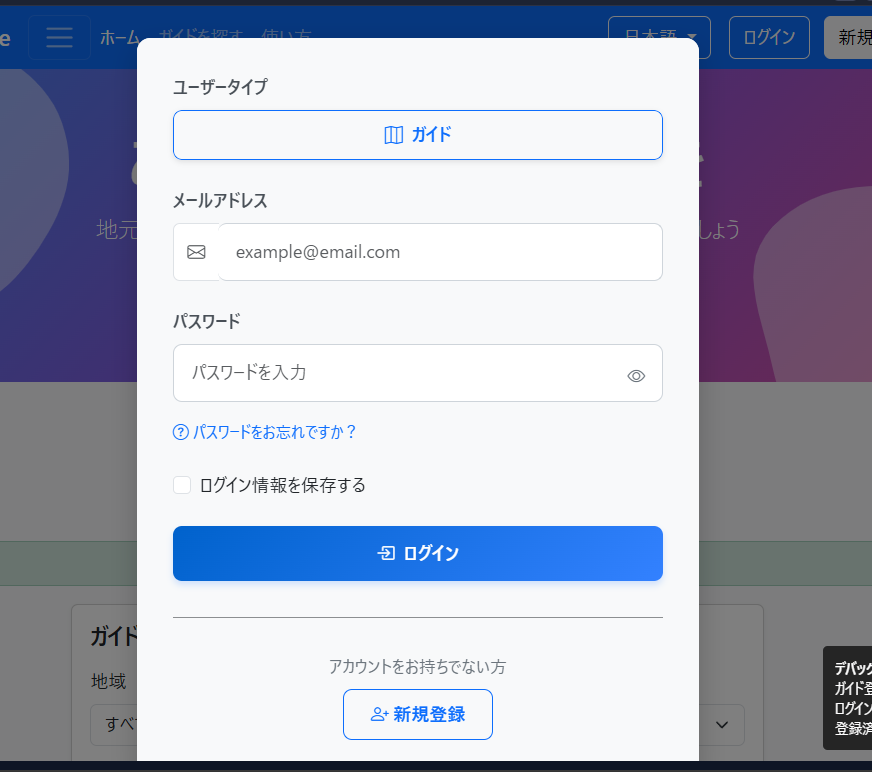 e ホーム ガイドを探す 使い方 日本語 ログイン 新規
ユーザータイプ
ガイド
メールアドレス
地元
しょう
example@email.com
パスワード
パスワードを入力
パスワードをお忘れですか？
ログイン情報を保存する
ログイン
ガイド
地域
すべ
アカウントをお持ちでない方
新規登録
デバック
ガイド登
ログイン
登録済